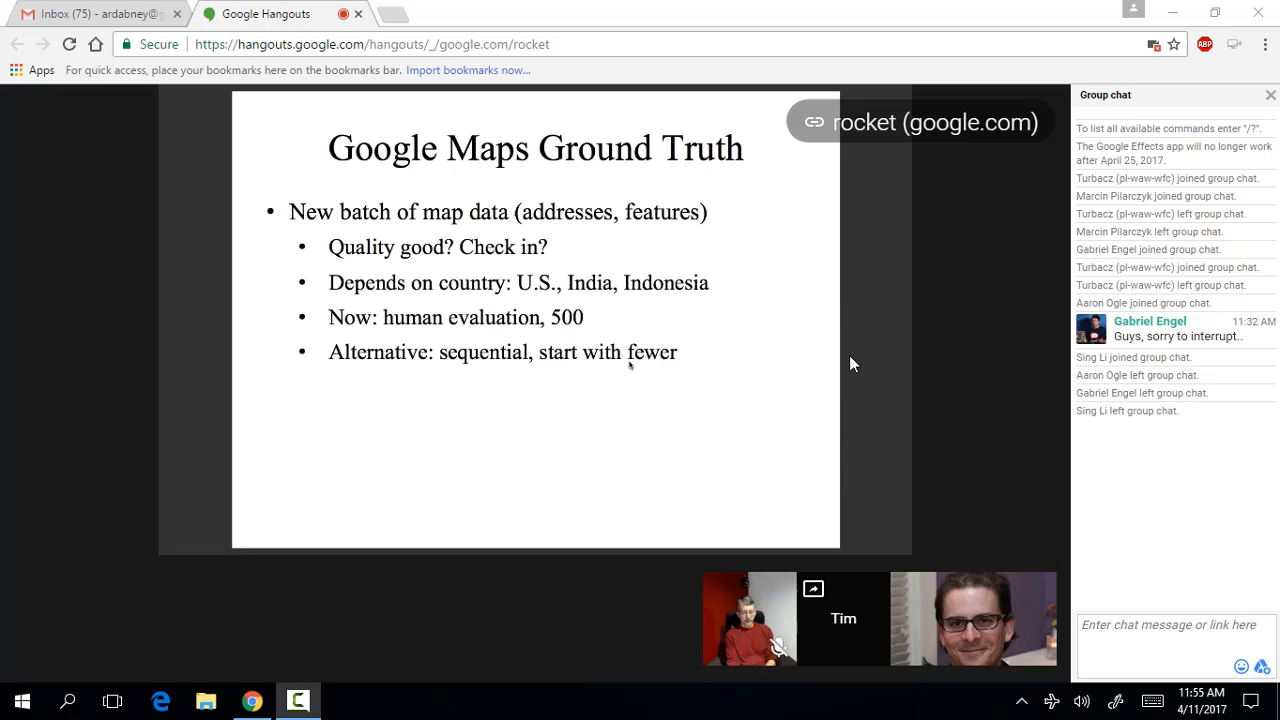 Inbox (75) - ardabney@g
Google Hangouts
Secure
https://hangouts.google.com/hangouts/_/google.com/rocket
ABP
Apps
For quick access, place your bookmarks here on the bookmarks bar. Import bookmarks now...
rocket (google.com)
Google Maps Ground Truth
• New batch of map data (addresses, features)
• Quality good? Check in?
• Depends on country: U.S., India, Indonesia
• Now: human evaluation, 500
• Alternative: sequential, start with fewer
Tim
Group chat
To list all available commands enter "/?".
The Google Effects app will no longer work
after April 25, 2017.
Turbacz (pl-waw-wfc) joined group chat.
Marcin Pilarczyk joined group chat.
Turbacz (pl-waw-wfc) left group chat.
Marcin Pilarczyk left group chat.
Gabriel Engel joined group chat.
Turbacz (pl-waw-wfc) joined group chat.
Turbacz (pl-waw-wfc) left group chat.
Aaron Ogle joined group chat.
Gabriel Engel 11:32 AM
Guys, sorry to interrupt..
Sing Li joined group chat.
Aaron Ogle left group chat.
Gabriel Engel left group chat.
Sing Li left group chat.
Enter chat message or link here
11:55 AM
4/11/2017